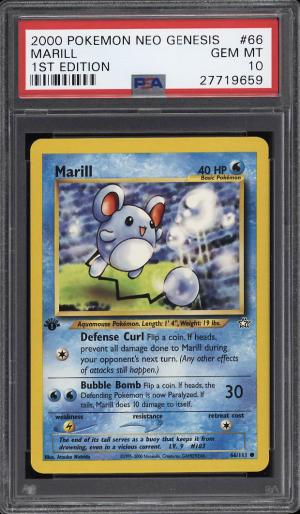 2000 POKEMON NEO GENESIS #66
MARILL GEM MT
1ST EDITION 10
PSA 27719659
Marill 40 HP
Basic Pokémon
Aquamouse Pokémon. Length: 1' 4", Weight: 19 lbs.
Defense Curl Flip a coin. If heads,
prevent all damage done to Marill during
your opponent's next turn. (Any other effects
of attacks still happen.)
Bubble Bomb Flip a coin. If heads, the
Defending Pokémon is now Paralyzed. If
tails, Marill does 10 damage to itself.
30
weakness resistance retreat cost
The end of its tail serves as a buoy that keeps it from
drowning, even in a vicious current. LV. 9 #183
Illus. Atsuko Nishida
66/111